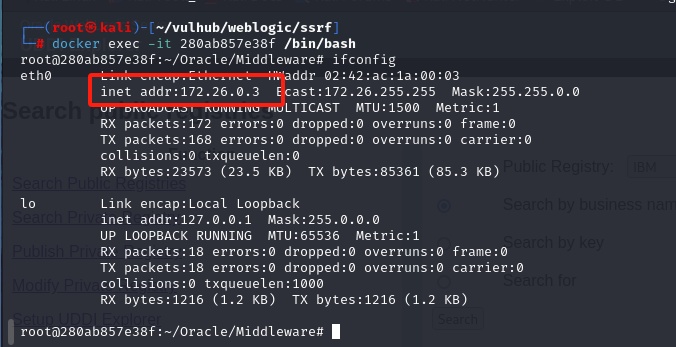 ┌──(root㉿kali)-[~/vulhub/weblogic/ssrf]
└─# docker exec -it 280ab857e38f /bin/bash
root@280ab857e38f:~/Oracle/Middleware# ifconfig
eth0 Link encap:Ethernet HWaddr 02:42:ac:1a:00:03
inet addr:172.26.0.3 Bcast:172.26.255.255 Mask:255.255.0.0
UP BROADCAST RUNNING MULTICAST MTU:1500 Metric:1
Search public registries
RX packets:172 errors:0 dropped:0 overruns:0 frame:0
TX packets:168 errors:0 dropped:0 overruns:0 carrier:0
collisions:0 txqueuelen:0
Public Registry: IBM
RX bytes:23573 (23.5 KB) TX bytes:85361 (85.3 KB)
Search Public Registries
lo Link encap:Local Loopback
Search by business nam
inet addr:127.0.0.1 Mask:255.0.0.0
UP LOOPBACK RUNNING MTU:65536 Metric:1
Search by key
RX packets:18 errors:0 dropped:0 overruns:0 frame:0
Publish Private
TX packets:18 errors:0 dropped:0 overruns:0 carrier:0
Search for
collisions:0 txqueuelen:1000
Modify Private
RX bytes:1216 (1.2 KB) TX bytes:1216 (1.2 KB)
Setup UDDI Explorer
Search
root@280ab857e38f:~/Oracle/Middleware#